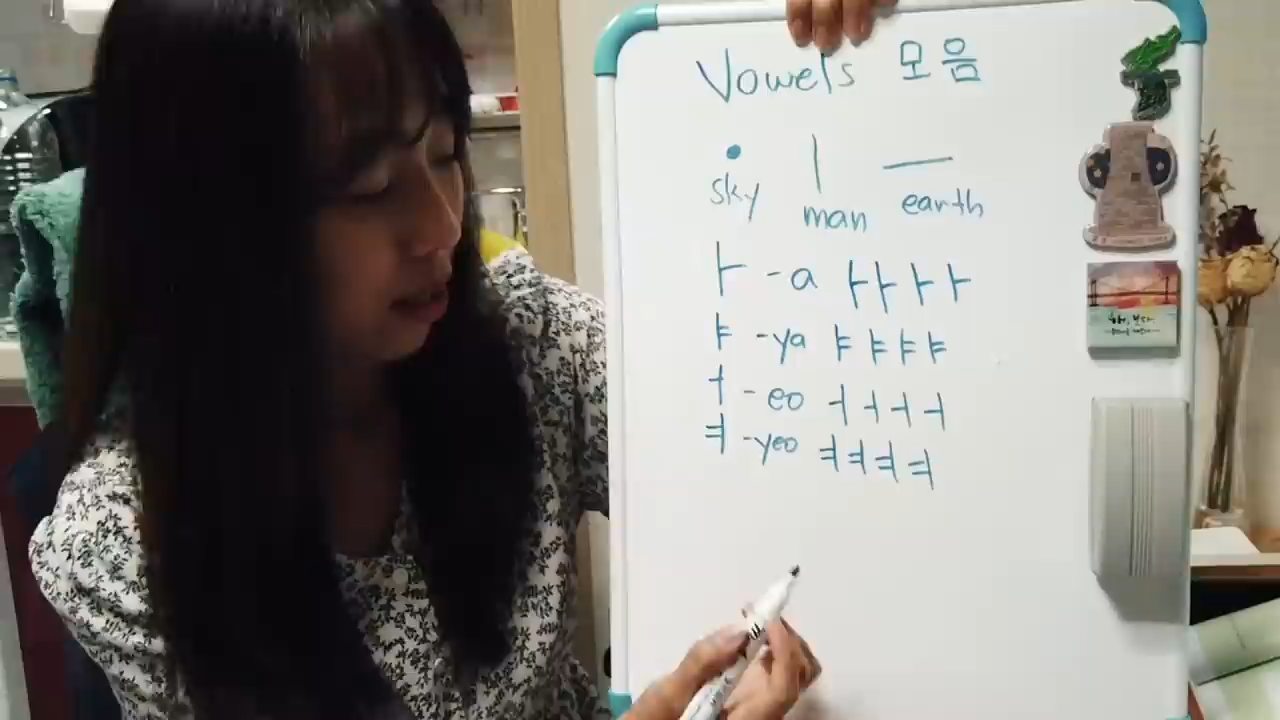 Vowels 모음
• ㅣ ㅡ
sky man earth
ㅏ - a ㅏㅏㅏㅏ
ㅑ - ya ㅑㅑㅑㅑ
ㅓ - eo ㅓㅓㅓㅓ
ㅕ - yeo ㅕㅕㅕㅕ